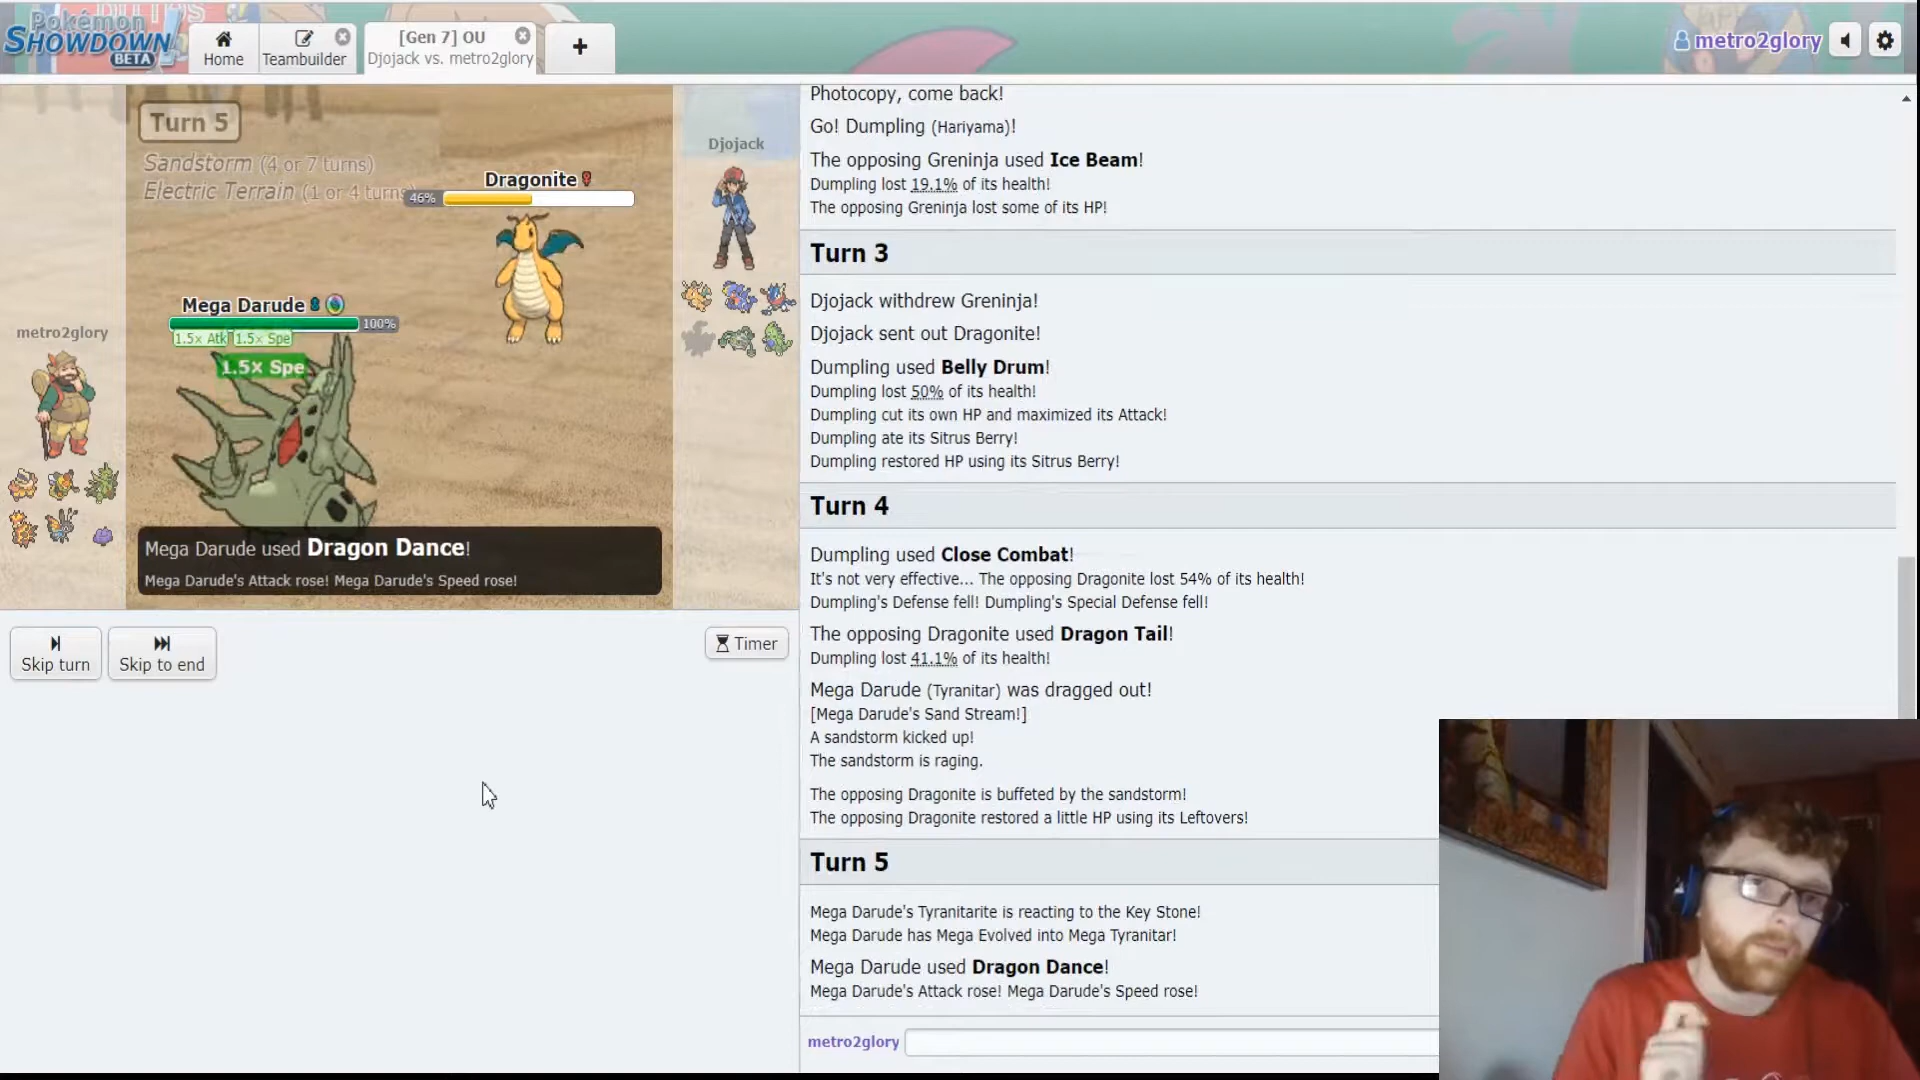 Pokémon
SHOWDOWN
BETA
Home
Teambuilder
[Gen 7] OU
Djojack vs. metro2glory
+
metro2glory
Turn 5
Sandstorm (4 or 7 turns)
Electric Terrain (1 or 4 turns
Dragonite
46%
Mega Darude
100%
1.5× Atk 1.5× Spe
1.5× Spe
metro2glory
Djojack
Mega Darude used Dragon Dance!
Mega Darude's Attack rose! Mega Darude's Speed rose!
Skip turn
Skip to end
Timer
Photocopy, come back!
Go! Dumpling (Hariyama)!
The opposing Greninja used Ice Beam!
Dumpling lost 19.1% of its health!
The opposing Greninja lost some of its HP!
Turn 3
Djojack withdrew Greninja!
Djojack sent out Dragonite!
Dumpling used Belly Drum!
Dumpling lost 50% of its health!
Dumpling cut its own HP and maximized its Attack!
Dumpling ate its Sitrus Berry!
Dumpling restored HP using its Sitrus Berry!
Turn 4
Dumpling used Close Combat!
It's not very effective... The opposing Dragonite lost 54% of its health!
Dumpling's Defense fell! Dumpling's Special Defense fell!
The opposing Dragonite used Dragon Tail!
Dumpling lost 41.1% of its health!
Mega Darude (Tyranitar) was dragged out!
[Mega Darude's Sand Stream!]
A sandstorm kicked up!
The sandstorm is raging.
The opposing Dragonite is buffeted by the sandstorm!
The opposing Dragonite restored a little HP using its Leftovers!
Turn 5
Mega Darude's Tyranitarite is reacting to the Key Stone!
Mega Darude has Mega Evolved into Mega Tyranitar!
Mega Darude used Dragon Dance!
Mega Darude's Attack rose! Mega Darude's Speed rose!
metro2glory